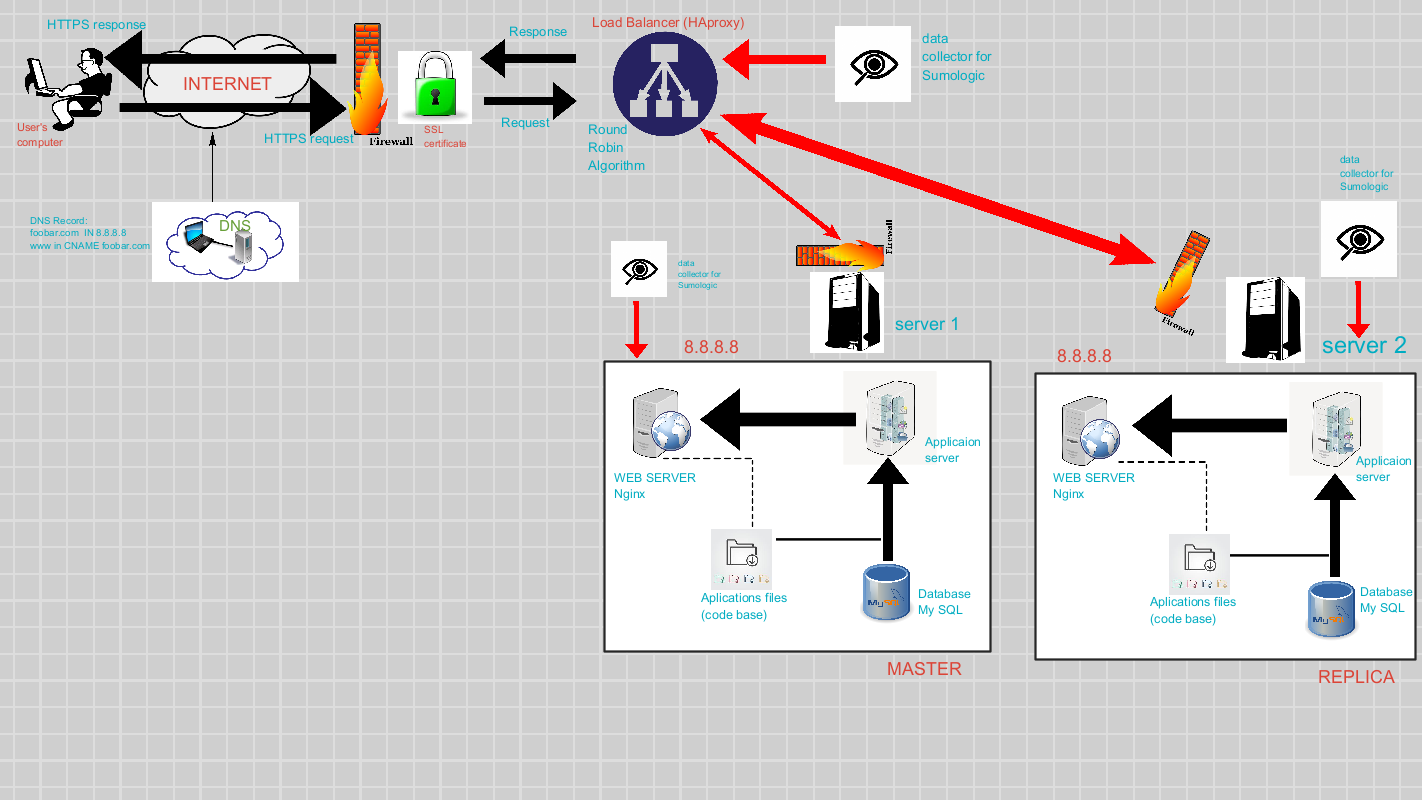 HTTPS response
INTERNET
HTTPS request
User's
computer
Firewall
SSL
certificate
Response
Request
Load Balancer (HAproxy)
Round
Robin
Algorithm
data
collector for
Sumologic
DNS Record:
foobar.com IN 8.8.8.8
www in CNAME foobar.com
DNS
data
collector for
Sumologic
Firewall
server 1
8.8.8.8
WEB SERVER
Nginx
Applicaion
server
Aplications files
(code base)
MySQL
Database
My SQL
MASTER
data
collector for
Sumologic
Firewall
server 2
8.8.8.8
WEB SERVER
Nginx
Applicaion
server
Aplications files
(code base)
MySQL
Database
My SQL
REPLICA